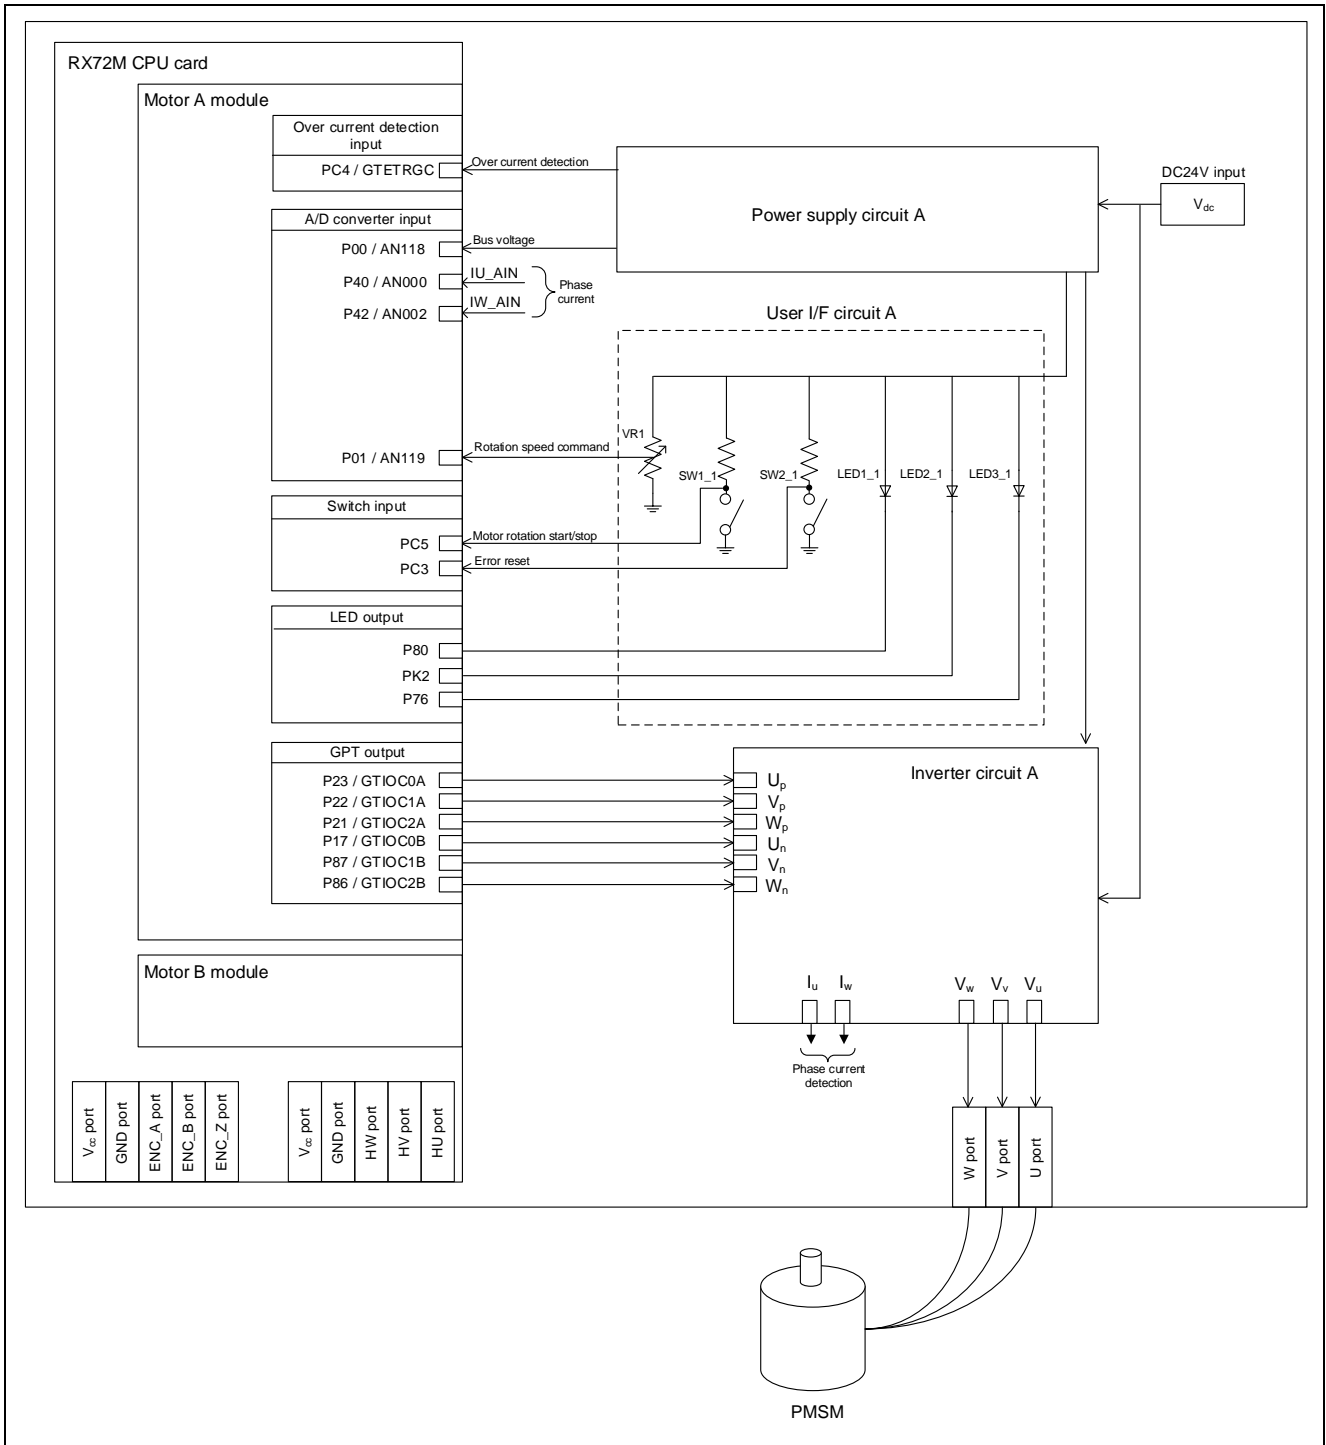 RX72M CPU card
Motor A module
Over current detection
input
PC4 / GTETRGC
Over current detection
Power supply circuit A
DC24V input
Vdc
A/D converter input
P00 / AN118
Bus voltage
P40 / AN000
IU_AIN
P42 / AN002
IW_AIN
Phase
current
User I/F circuit A
P01 / AN119
Rotation speed command
VR1
SW1_1
SW2_1
LED1_1
LED2_1
LED3_1
Switch input
PC5
Motor rotation start/stop
PC3
Error reset
LED output
P80
PK2
P76
GPT output
P23 / GTIOC0A
P22 / GTIOC1A
P21 / GTIOC2A
P17 / GTIOC0B
P87 / GTIOC1B
P86 / GTIOC2B
Inverter circuit A
Up
Vp
Wp
Un
Vn
Wn
Motor B module
Iu
Iw
Vw
Vv
Vu
Phase current
detection
Vcc port
GND port
ENC_A port
ENC_B port
ENC_Z port
Vcc port
GND port
HW port
HV port
HU port
W port
V port
U port
PMSM